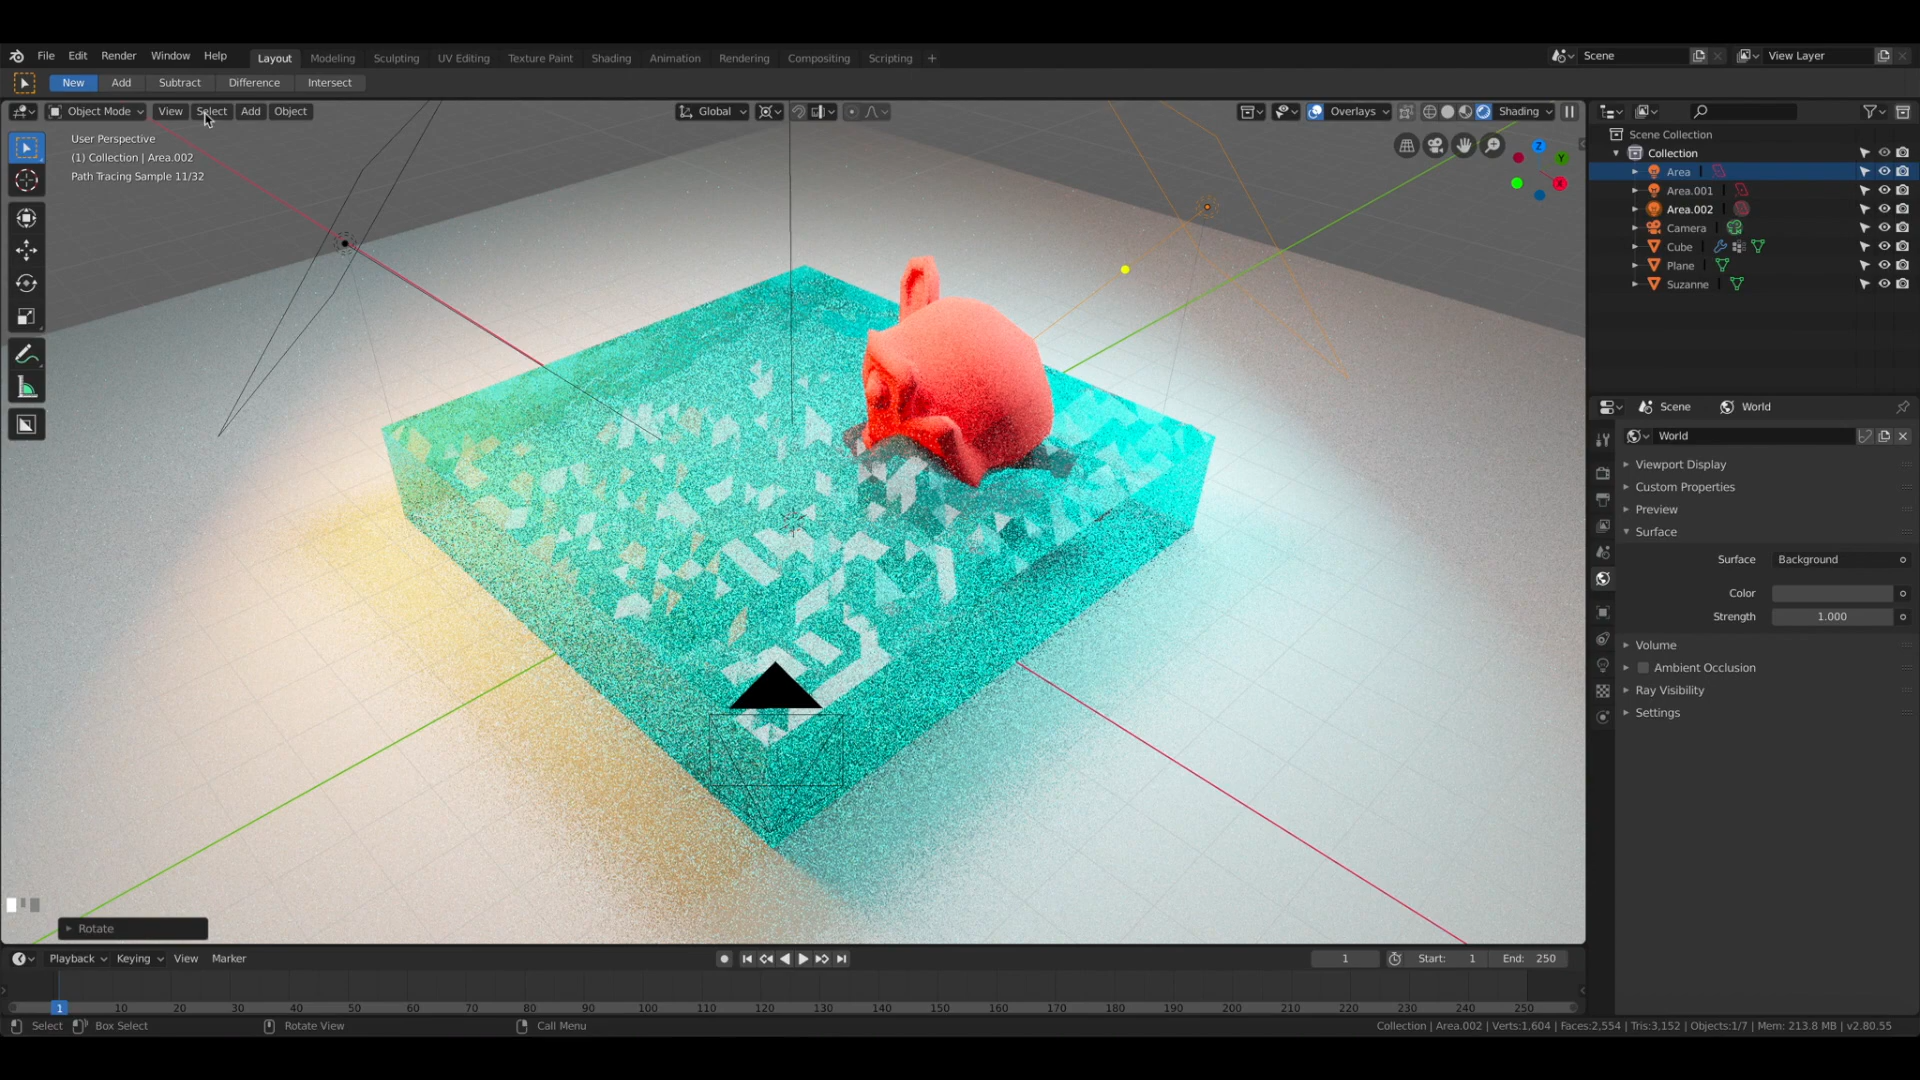 File Edit Render Window Help Layout Modeling Sculpting UV Editing Texture Paint Shading Animation Rendering Compositing Scripting + Scene View Layer
New Add Subtract Difference Intersect
Object Mode View Select Add Object Global Overlays Shading
User Perspective
(1) Collection | Area.002
Path Tracing Sample 11/32
Z
Y
X
Scene Collection
Collection
Area
Area.001
Area.002
Camera
Cube
Plane
Suzanne
Scene World
World
Viewport Display
Custom Properties
Preview
Surface
Surface Background
Color
Strength 1.000
Volume
Ambient Occlusion
Ray Visibility
Settings
Rotate
Playback Keying View Marker 1 Start: 1 End: 250
1 10 20 30 40 50 60 70 80 90 100 110 120 130 140 150 160 170 180 190 200 210 220 230 240 250
Select Box Select Rotate View Call Menu Collection | Area.002 | Verts:1,604 | Faces:2,554 | Tris:3,152 | Objects:1/7 | Mem: 213.8 MB | v2.80.55